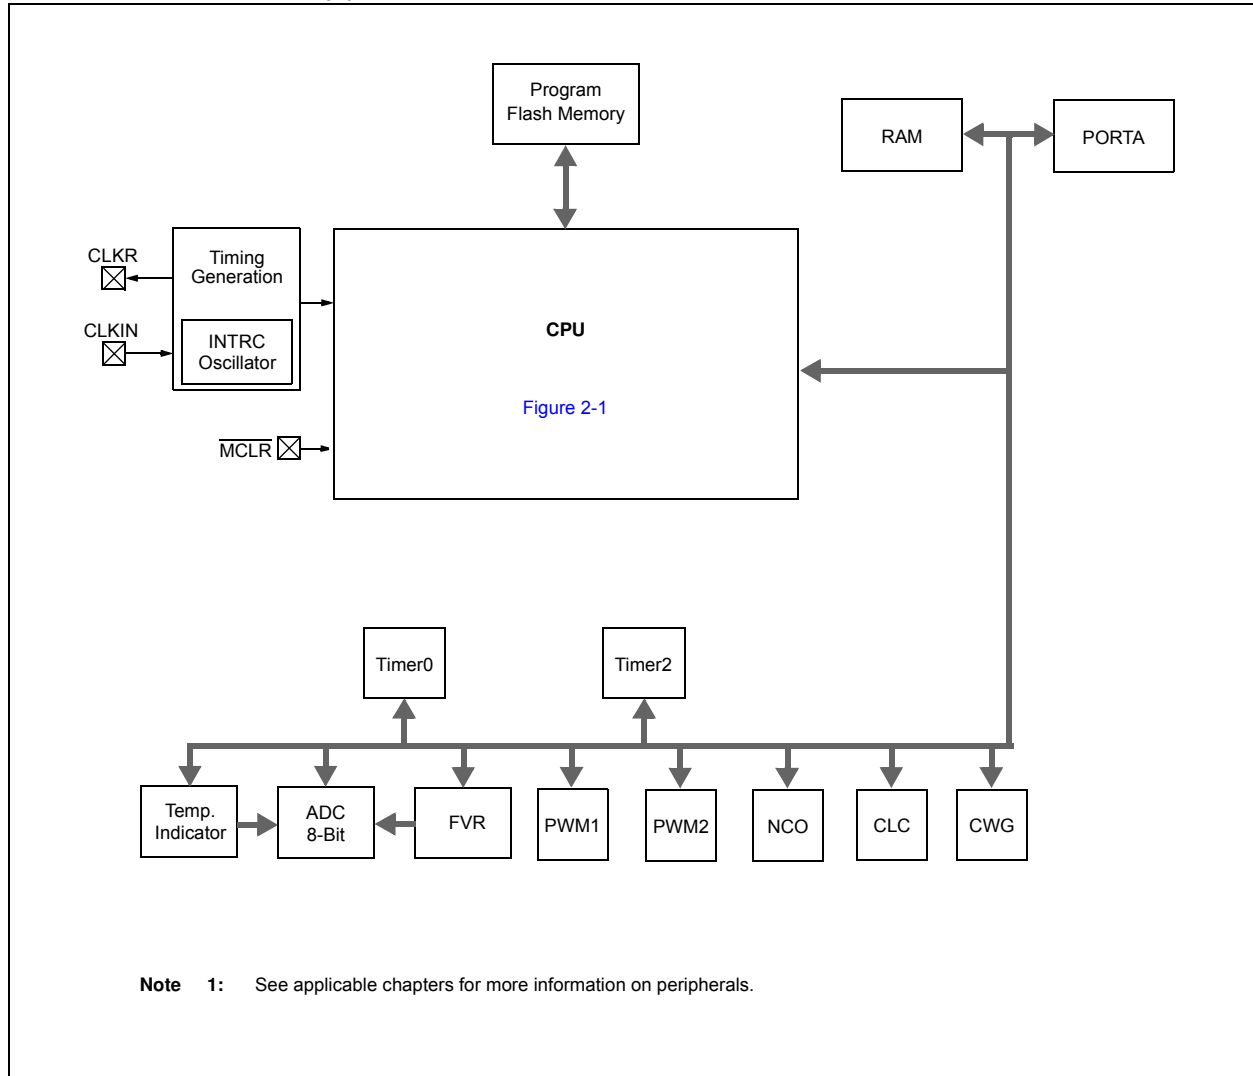 Program
Flash Memory
RAM
PORTA
Timing
Generation
CLKR
CLKIN
INTRC
Oscillator
CPU
Figure 2-1
MCLR
Timer0
Timer2
Temp.
Indicator
ADC
8-Bit
FVR
PWM1
PWM2
NCO
CLC
CWG
Note 1: See applicable chapters for more information on peripherals.